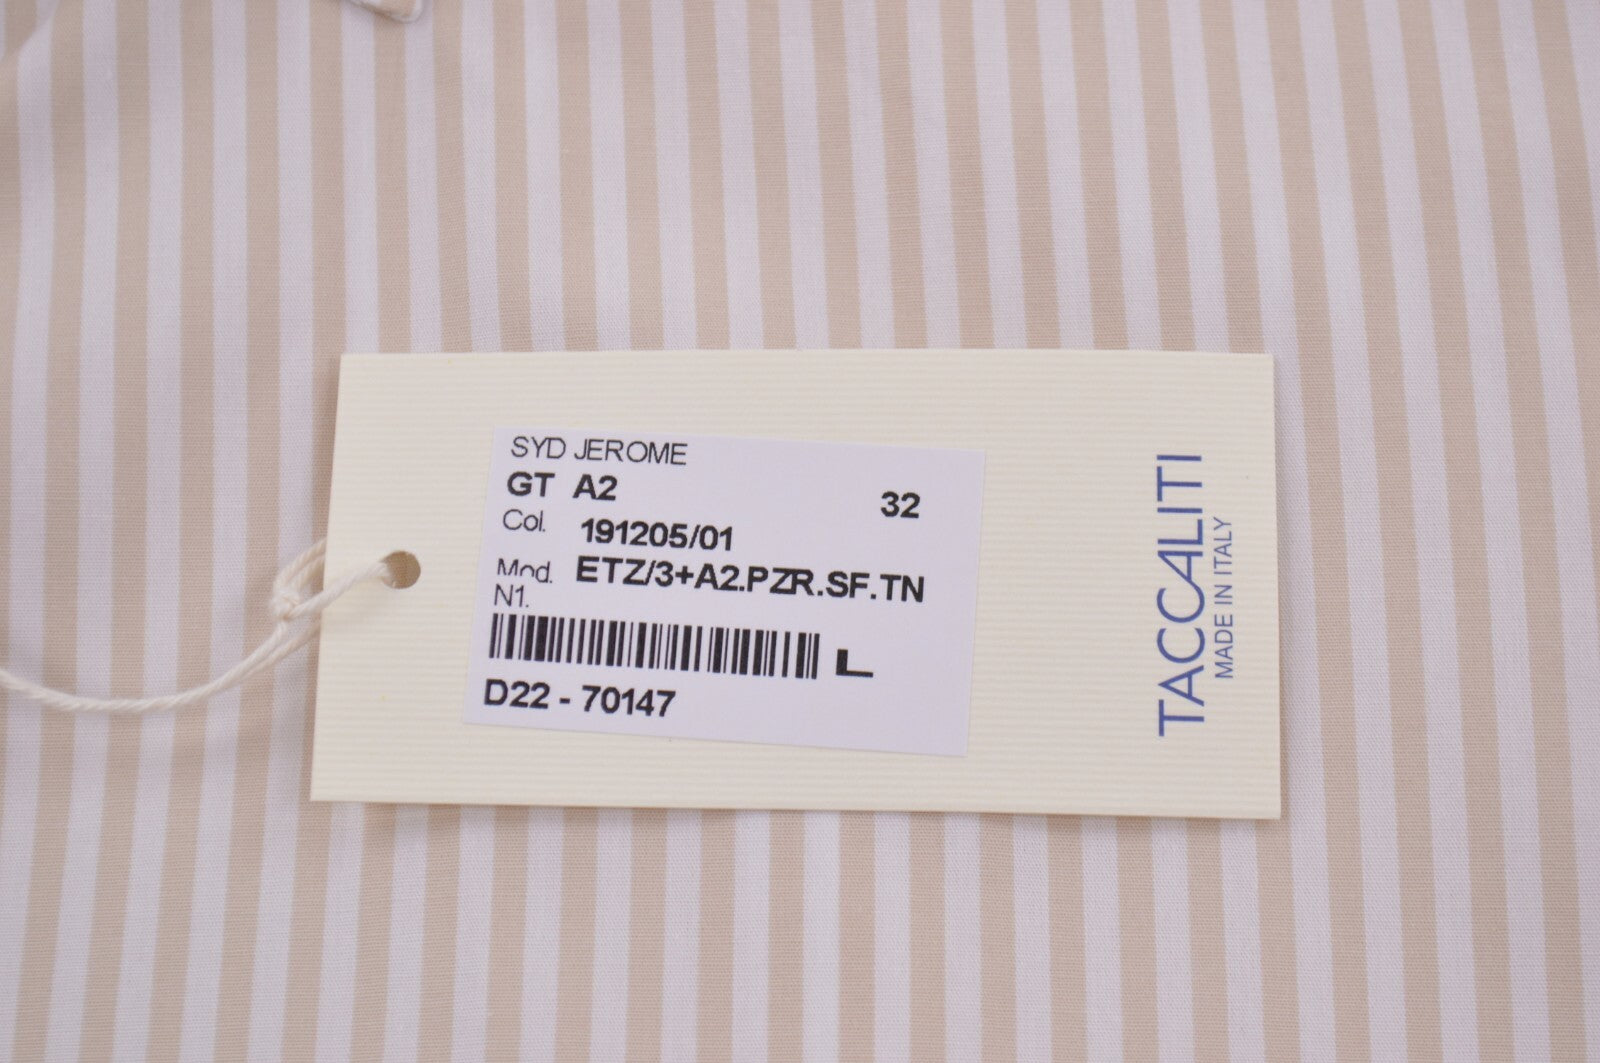 SYD JEROME
GT A2 32
Col. 191205/01
Mod. ETZ/3+A2.PZR.SF.TN
N1.
L
D22 - 70147
TACCALITI
MADE IN ITALY